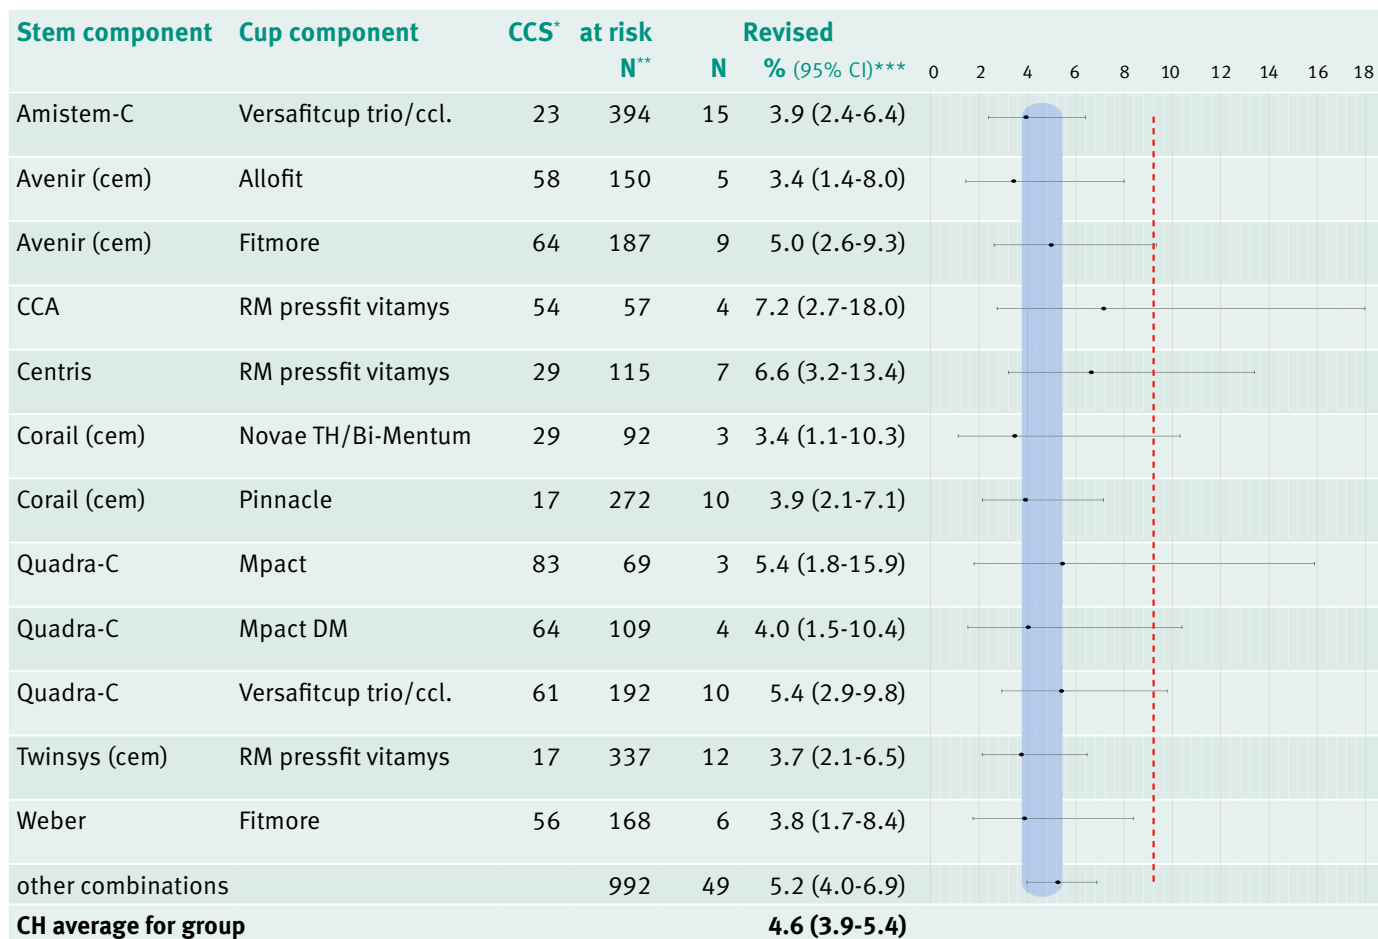 Stem component Cup component CCS* at risk Revised
N** N % (95% CI)*** 0 2 4 6 8 10 12 14 16 18
Amistem-C Versafitcup trio/ccl. 23 394 15 3.9 (2.4-6.4)
Avenir (cem) Allofit 58 150 5 3.4 (1.4-8.0)
Avenir (cem) Fitmore 64 187 9 5.0 (2.6-9.3)
CCA RM pressfit vitamys 54 57 4 7.2 (2.7-18.0)
Centris RM pressfit vitamys 29 115 7 6.6 (3.2-13.4)
Corail (cem) Novae TH/Bi-Mentum 29 92 3 3.4 (1.1-10.3)
Corail (cem) Pinnacle 17 272 10 3.9 (2.1-7.1)
Quadra-C Mpact 83 69 3 5.4 (1.8-15.9)
Quadra-C Mpact DM 64 109 4 4.0 (1.5-10.4)
Quadra-C Versafitcup trio/ccl. 61 192 10 5.4 (2.9-9.8)
Twinsys (cem) RM pressfit vitamys 17 337 12 3.7 (2.1-6.5)
Weber Fitmore 56 168 6 3.8 (1.7-8.4)
other combinations 992 49 5.2 (4.0-6.9)
CH average for group 4.6 (3.9-5.4)